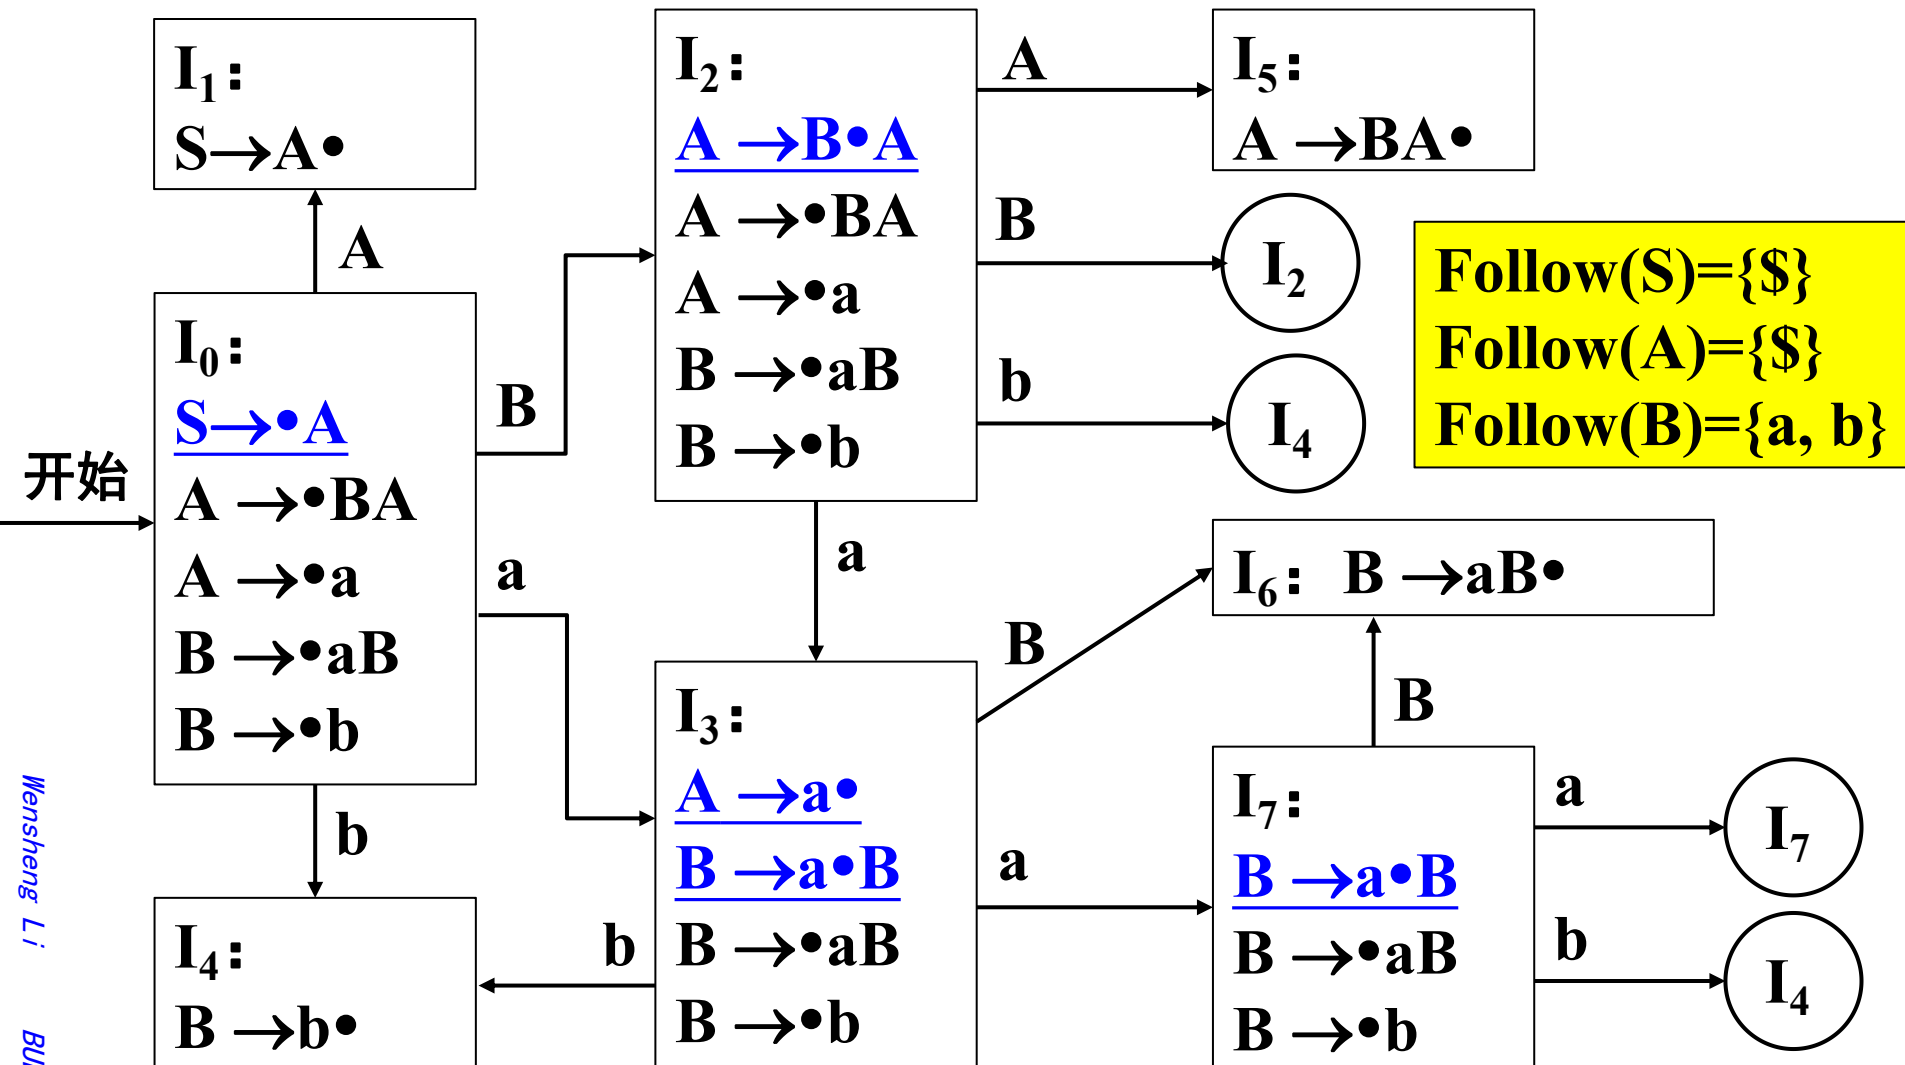 I₁：
S→A•
A
开始
I₀：
S→•A
A →•BA
A →•a
B →•aB
B →•b
B
a
b
I₄：
B →b•
I₂：
A →B•A
A →•BA
A →•a
B →•aB
B →•b
A
B
b
a
I₅：
A →BA•
I₂
I₄
Follow(S)={$}
Follow(A)={$}
Follow(B)={a, b}
I₃：
A →a•
B →a•B
B →•aB
B →•b
B
a
b
I₆： B →aB•
B
I₇：
B →a•B
B →•aB
B →•b
a
I₇
b
I₄
Wensheng Li